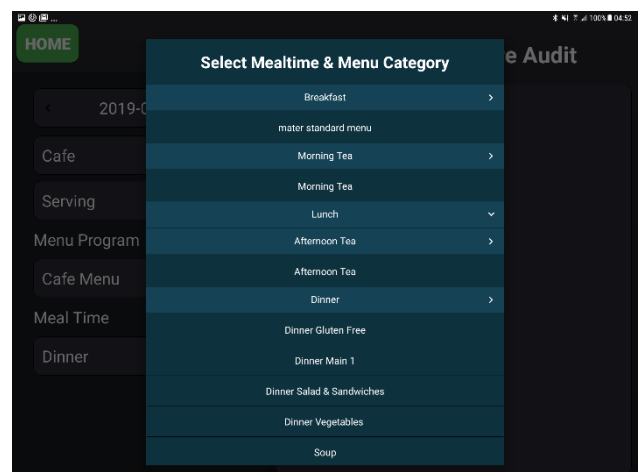 100% 04:52
HOME
e Audit
Select Mealtime & Menu Category
Breakfast
2019-0
mater standard menu
Cafe
Morning Tea
Morning Tea
Serving
Lunch
Menu Program
Afternoon Tea
Cafe Menu
Afternoon Tea
Dinner
Meal Time
Dinner Gluten Free
Dinner
Dinner Main 1
Dinner Salad & Sandwiches
Dinner Vegetables
Soup